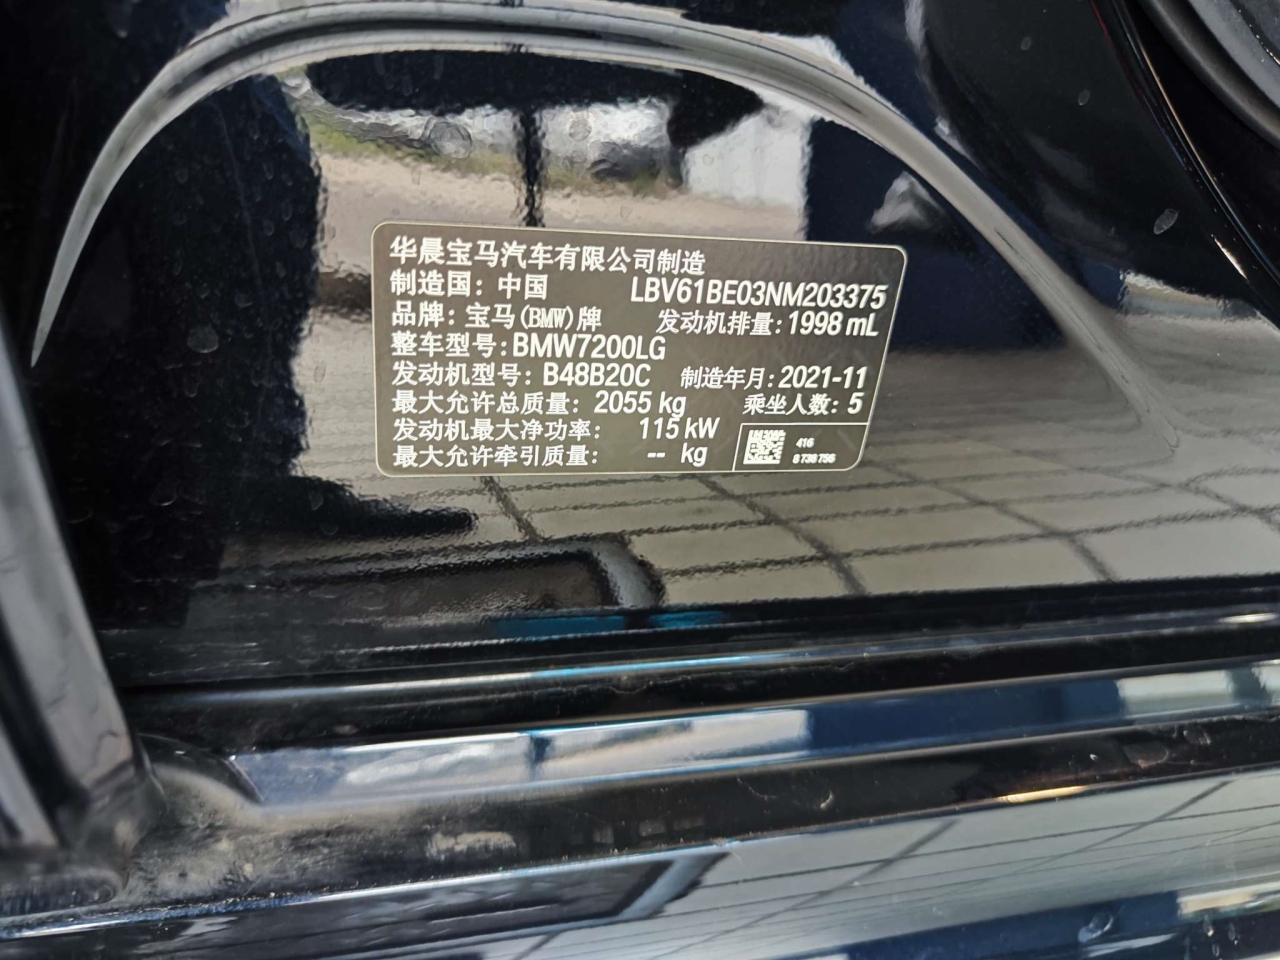 华晨宝马汽车有限公司制造
制造国：中国 LBV61BE03NM203375
品牌：宝马(BMW)牌 发动机排量：1998 mL
整车型号：BMW7200LG
发动机型号：B48B20C 制造年月：2021-11
最大允许总质量：2055 kg 乘坐人数：5
发动机最大净功率：115 kW
最大允许牵引质量：-- kg
416
8 738 756